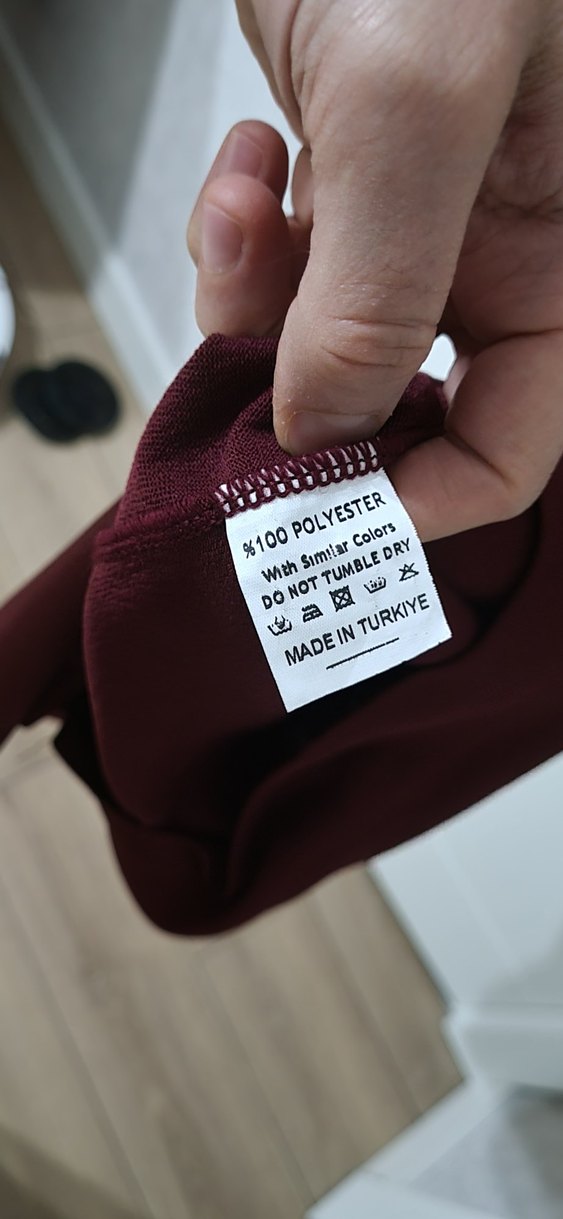 %100 POLYESTER
With Similar Colors
DO NOT TUMBLE DRY
MADE IN TURKIYE